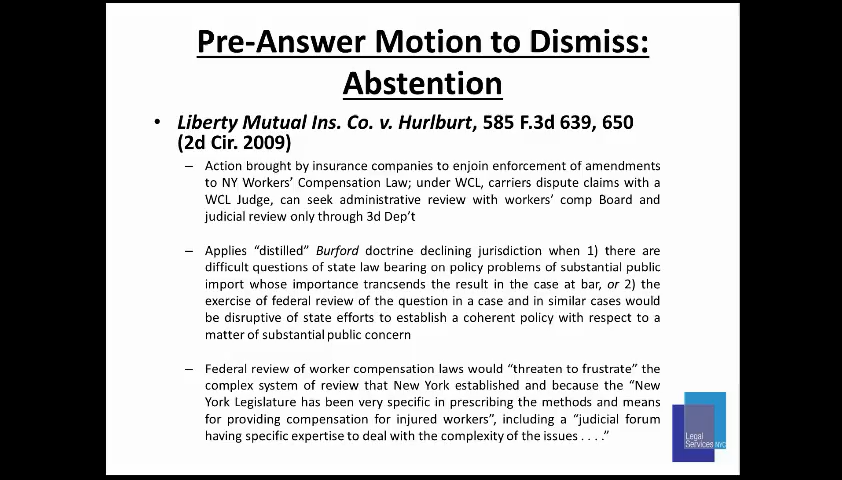 Pre-Answer Motion to Dismiss:
Abstention
• Liberty Mutual Ins. Co. v. Hurlburt, 585 F.3d 639, 650
(2d Cir. 2009)
– Action brought by insurance companies to enjoin enforcement of amendments
to NY Workers' Compensation Law; under WCL, carriers dispute claims with a
WCL Judge, can seek administrative review with workers' comp Board and
judicial review only through 3d Dep't
– Applies "distilled" Burford doctrine declining jurisdiction when 1) there are
difficult questions of state law bearing on policy problems of substantial public
import whose importance trancsends the result in the case at bar, or 2) the
exercise of federal review of the question in a case and in similar cases would
be disruptive of state efforts to establish a coherent policy with respect to a
matter of substantial public concern
– Federal review of worker compensation laws would "threaten to frustrate" the
complex system of review that New York established and because the "New
York Legislature has been very specific in prescribing the methods and means
for providing compensation for injured workers", including a "judicial forum
having specific expertise to deal with the complexity of the issues . . . ."
Legal
Services NYC